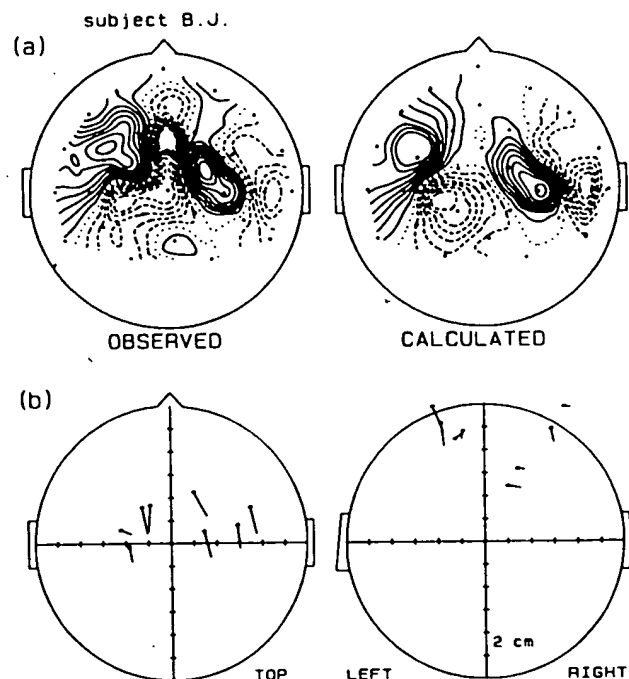 subject B.J.
(a)
OBSERVED
CALCULATED
(b)
2 cm
TOP
LEFT
RIGHT